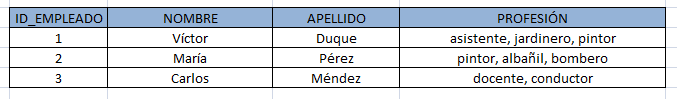 ID_EMPLEADO NOMBRE APELLIDO PROFESIÓN
1 Víctor Duque asistente, jardinero, pintor
2 María Pérez pintor, albañil, bombero
3 Carlos Méndez docente, conductor